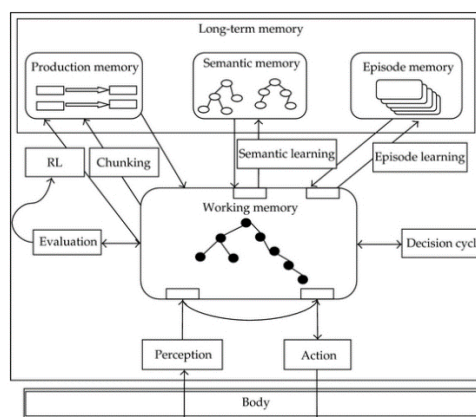 Long-term memory
Production memory
Semantic memory
Episode memory
RL
Chunking
Semantic learning
Episode learning
Working memory
Evaluation
Decision cycl
Perception
Action
Body